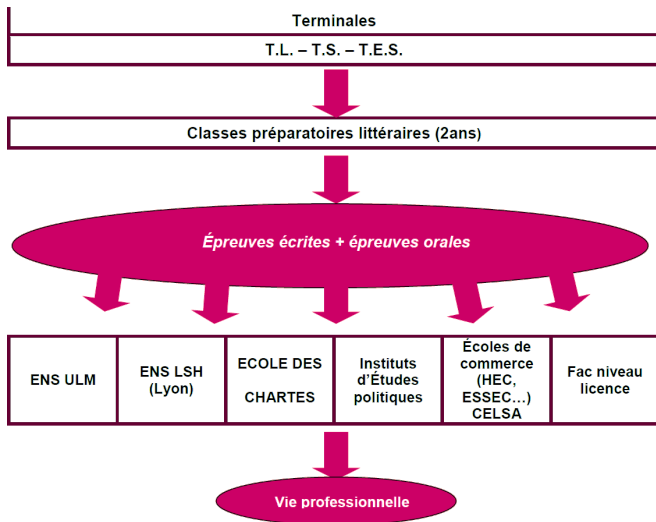 Terminales
T.L. – T.S. – T.E.S.
Classes préparatoires littéraires (2ans)
Épreuves écrites + épreuves orales
ENS ULM
ENS LSH
(Lyon)
ECOLE DES
CHARTES
Instituts
d'Études
politiques
Écoles de
commerce
(HEC,
ESSEC...)
CELSA
Fac niveau
licence
Vie professionnelle